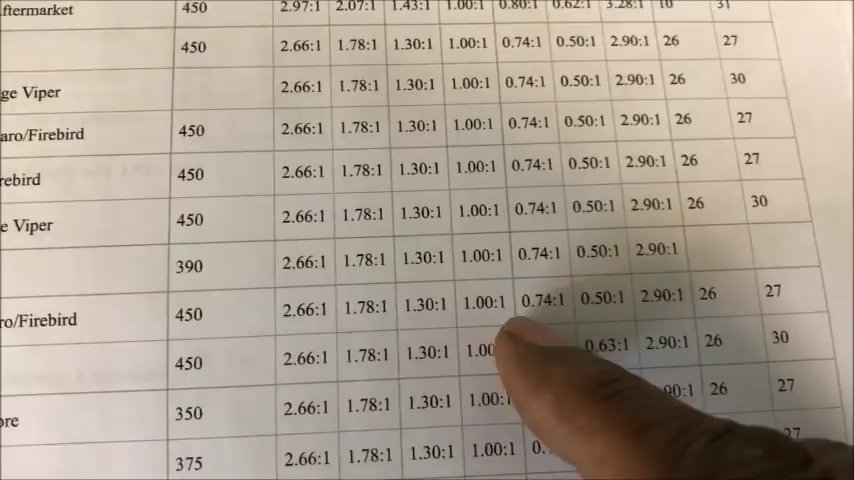 ftermarket 450 2.97:1 2.07:1 1.43:1 1.00:1 0.80:1 0.62:1 3.28:1 10 31
450 2.66:1 1.78:1 1.30:1 1.00:1 0.74:1 0.50:1 2.90:1 26 27
ge Viper 2.66:1 1.78:1 1.30:1 1.00:1 0.74:1 0.50:1 2.90:1 26 30
aro/Firebird 450 2.66:1 1.78:1 1.30:1 1.00:1 0.74:1 0.50:1 2.90:1 26 27
rebird 450 2.66:1 1.78:1 1.30:1 1.00:1 0.74:1 0.50:1 2.90:1 26 27
e Viper 450 2.66:1 1.78:1 1.30:1 1.00:1 0.74:1 0.50:1 2.90:1 26 30
390 2.66:1 1.78:1 1.30:1 1.00:1 0.74:1 0.50:1 2.90:1
ro/Firebird 450 2.66:1 1.78:1 1.30:1 1.00:1 0.74:1 0.50:1 2.90:1 26 27
450 2.66:1 1.78:1 1.30:1 1.00 0.63:1 2.90:1 26 30
ore 350 2.66:1 1.78:1 1.30:1 1.00:1 .90:1 26 27
375 2.66:1 1.78:1 1.30:1 1.00:1 0. 27